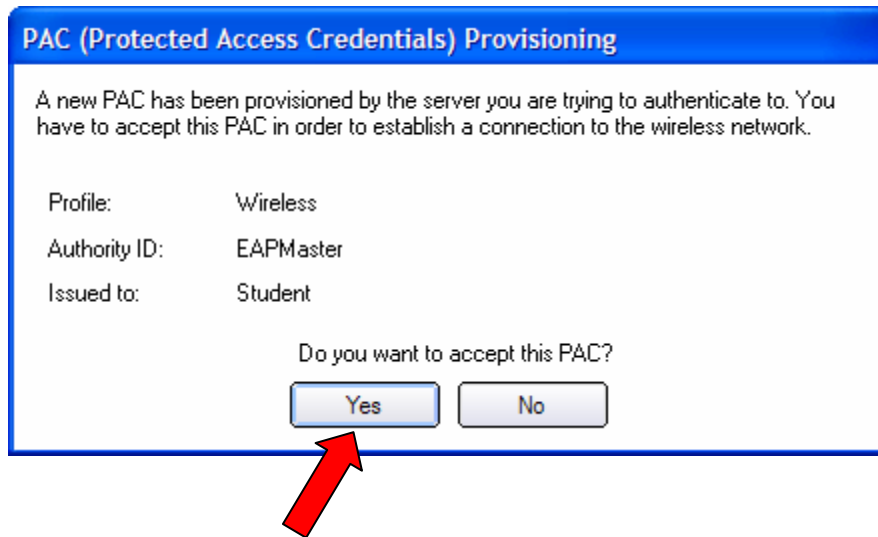 PAC (Protected Access Credentials) Provisioning
A new PAC has been provisioned by the server you are trying to authenticate to. You
have to accept this PAC in order to establish a connection to the wireless network.
Profile: Wireless
Authority ID: EAPMaster
Issued to: Student
Do you want to accept this PAC?
Yes No